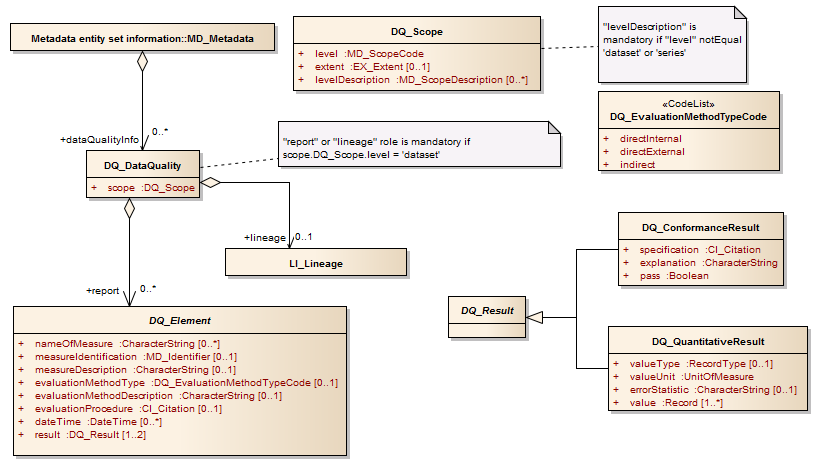 Metadata entity set information::MD_Metadata
DQ_Scope
+ level :MD_ScopeCode
+ extent :EX_Extent [0..1]
+ levelDescription :MD_ScopeDescription [0..*]
"levelDescription" is
mandatory if "level" notEqual
'dataset' or 'series'
«CodeList»
DQ_EvaluationMethodTypeCode
+ directInternal
+ directExternal
+ indirect
+dataQualityInfo 0..*
"report" or "lineage" role is mandatory if
scope.DQ_Scope.level = 'dataset'
DQ_DataQuality
+ scope :DQ_Scope
+lineage 0..1
LI_Lineage
+report 0..*
DQ_Element
+ nameOfMeasure :CharacterString [0..*]
+ measureIdentification :MD_Identifier [0..1]
+ measureDescription :CharacterString [0..1]
+ evaluationMethodType :DQ_EvaluationMethodTypeCode [0..1]
+ evaluationMethodDescription :CharacterString [0..1]
+ evaluationProcedure :CI_Citation [0..1]
+ dateTime :DateTime [0..*]
+ result :DQ_Result [1..2]
DQ_Result
DQ_ConformanceResult
+ specification :CI_Citation
+ explanation :CharacterString
+ pass :Boolean
DQ_QuantitativeResult
+ valueType :RecordType [0..1]
+ valueUnit :UnitOfMeasure
+ errorStatistic :CharacterString [0..1]
+ value :Record [1..*]